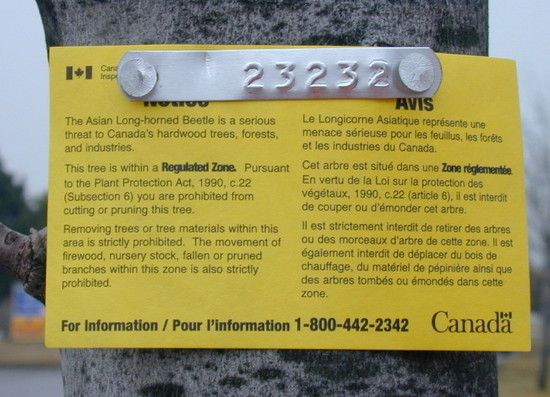 23232
Notice
The Asian Long-horned Beetle is a serious
threat to Canada's hardwood trees, forests,
and industries.
This tree is within a Regulated Zone. Pursuant
to the Plant Protection Act, 1990, c.22
(Subsection 6) you are prohibited from
cutting or pruning this tree.
Removing trees or tree materials within this
area is strictly prohibited. The movement of
firewood, nursery stock, fallen or pruned
branches within this zone is also strictly
prohibited.
AVIS
Le Longicorne Asiatique représente une
menace sérieuse pour les feuillus, les forêts
et les industries du Canada.
Cet arbre est situé dans une Zone réglementée.
En vertu de la Loi sur la protection des
végétaux, 1990, c.22 (article 6), il est interdit
de couper ou d'émonder cet arbre.
Il est strictement interdit de retirer des arbres
ou des morceaux d'arbre de cette zone. Il est
également interdit de déplacer du bois de
chauffage, du matériel de pépinière ainsi que
des arbres tombés ou émondés dans cette
zone.
For Information / Pour l'information 1-800-442-2342
Canada